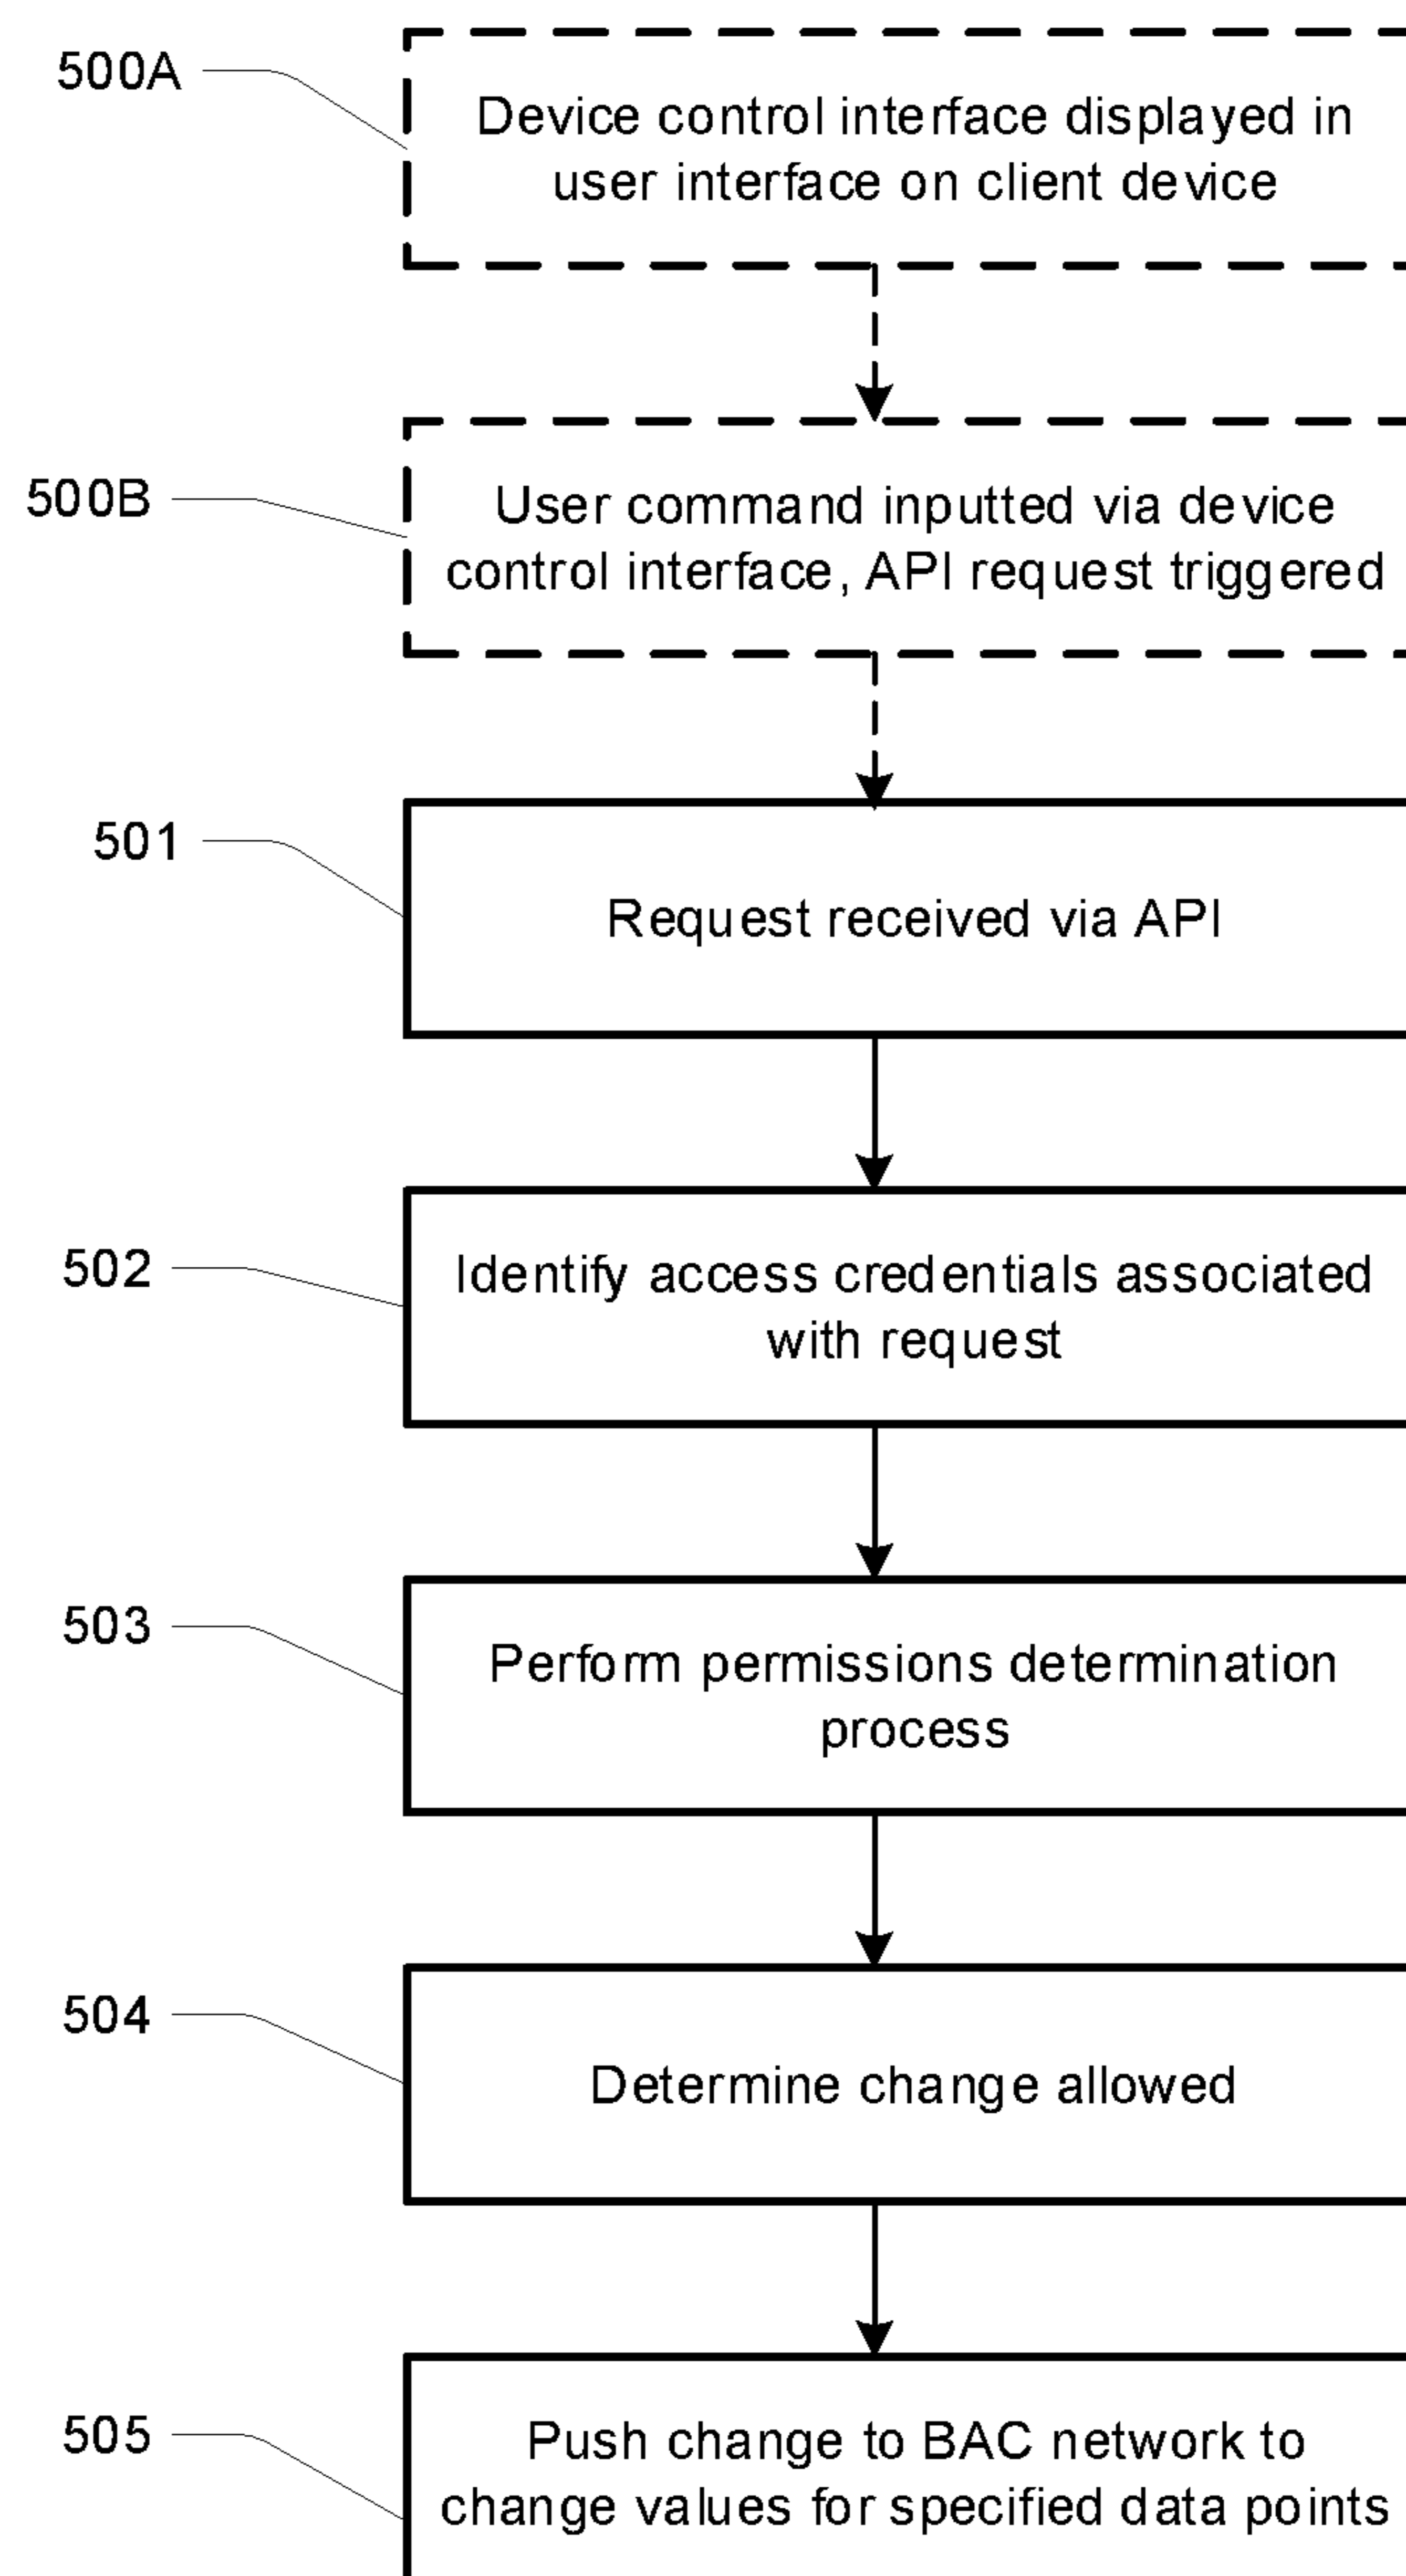 500A
Device control interface displayed in
user interface on client device
500B
User command inputted via device
control interface, API request triggered
501
Request received via API
502
Identify access credentials associated
with request
503
Perform permissions determination
process
504
Determine change allowed
505
Push change to BAC network to
change values for specified data points